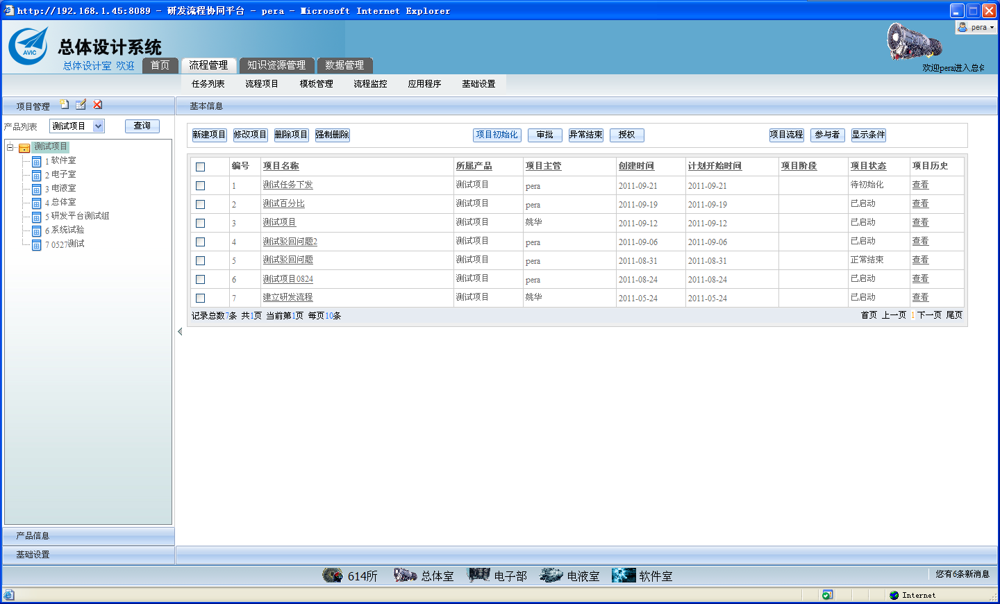 http://192.168.1.45:8089 - 研发流程协同平台 - pera - Microsoft Internet Explorer
AVIC
总体设计系统
pera
总体设计室 欢迎
首页 流程管理 知识资源管理 数据管理
欢迎pera进入总体
任务列表 流程项目 模板管理 流程监控 应用程序 基础设置
项目管理
基本信息
产品列表 测试项目 查询
新建项目 修改项目 删除项目 强制删除 项目初始化 审批 异常结束 授权 项目流程 参与者 显示条件
测试项目
1 软件室
2 电子室
3 电液室
4 总体室
5 研发平台测试组
6 系统试验
7 0527测试
编号 项目名称 所属产品 项目主管 创建时间 计划开始时间 项目阶段 项目状态 项目历史
1 测试任务下发 测试项目 pera 2011-09-21 2011-09-21 待初始化 查看
2 测试百分比 测试项目 pera 2011-09-19 2011-09-19 已启动 查看
3 测试项目 测试项目 姚华 2011-09-12 2011-09-12 已启动 查看
4 测试驳回问题2 测试项目 pera 2011-09-06 2011-09-06 已启动 查看
5 测试驳回问题 测试项目 pera 2011-08-31 2011-08-31 正常结束 查看
6 测试项目0824 测试项目 pera 2011-08-24 2011-08-24 已启动 查看
7 建立研发流程 测试项目 姚华 2011-05-24 2011-05-24 已启动 查看
记录总数7条 共1页 当前第1页 每页10条 首页 上一页 1 下一页 尾页
产品信息
基础设置
614所 总体室 电子部 电液室 软件室
您有6条新消息
Internet